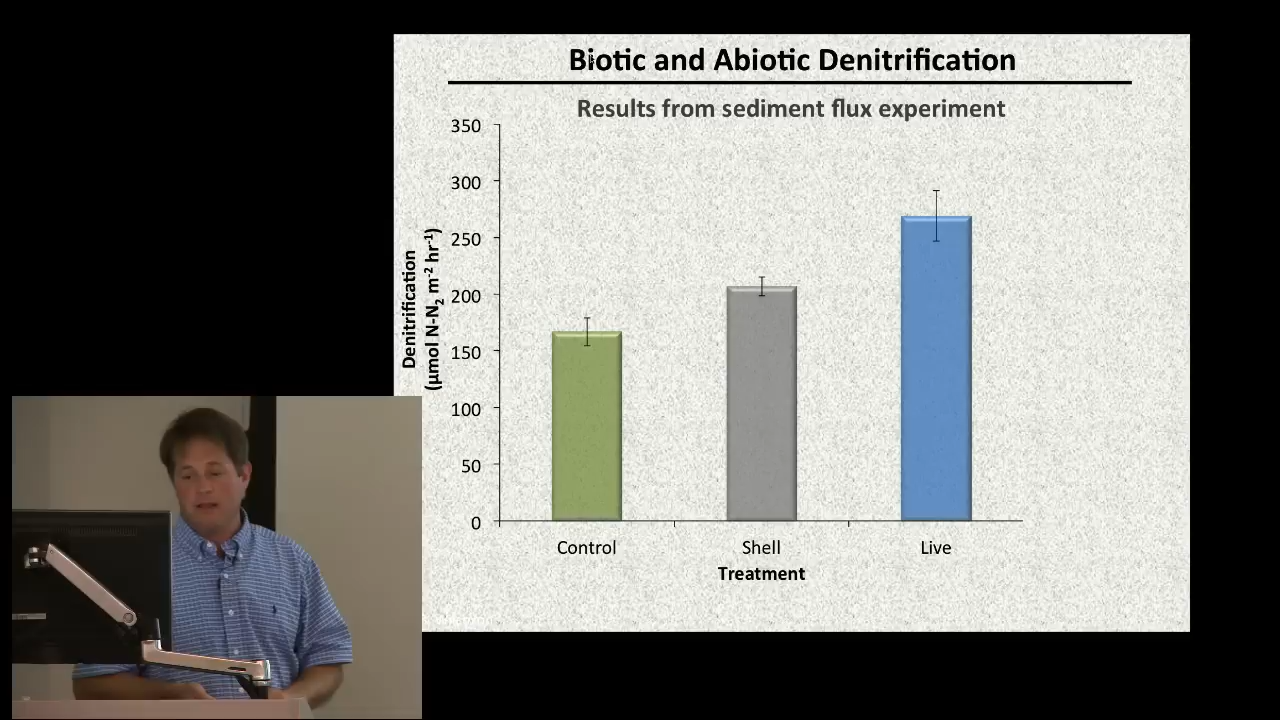 Biotic and Abiotic Denitrification
Results from sediment flux experiment
350
300
250
200
150
100
50
0
Denitrification
(µmol N-N₂ m⁻² hr⁻¹)
Control
Shell
Live
Treatment